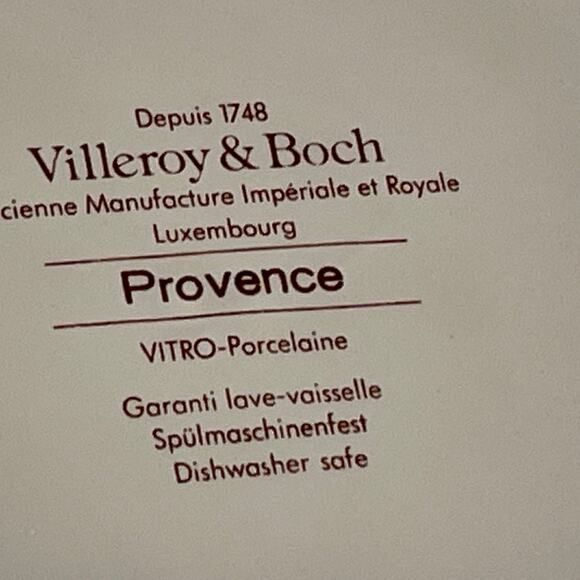 Depuis 1748
Villeroy & Boch
cienne Manufacture Impériale et Royale
Luxembourg
Provence
VITRO-Porcelaine
Garanti lave-vaisselle
Spülmaschinenfest
Dishwasher safe